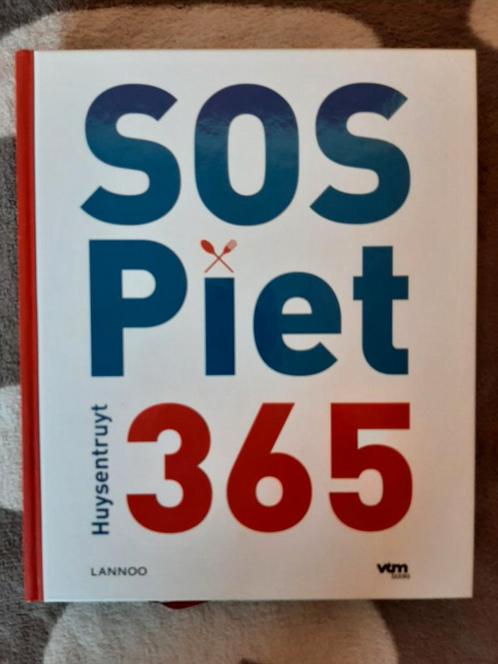 SOS
Piet
Huysentruyt
365
LANNOO
vtm